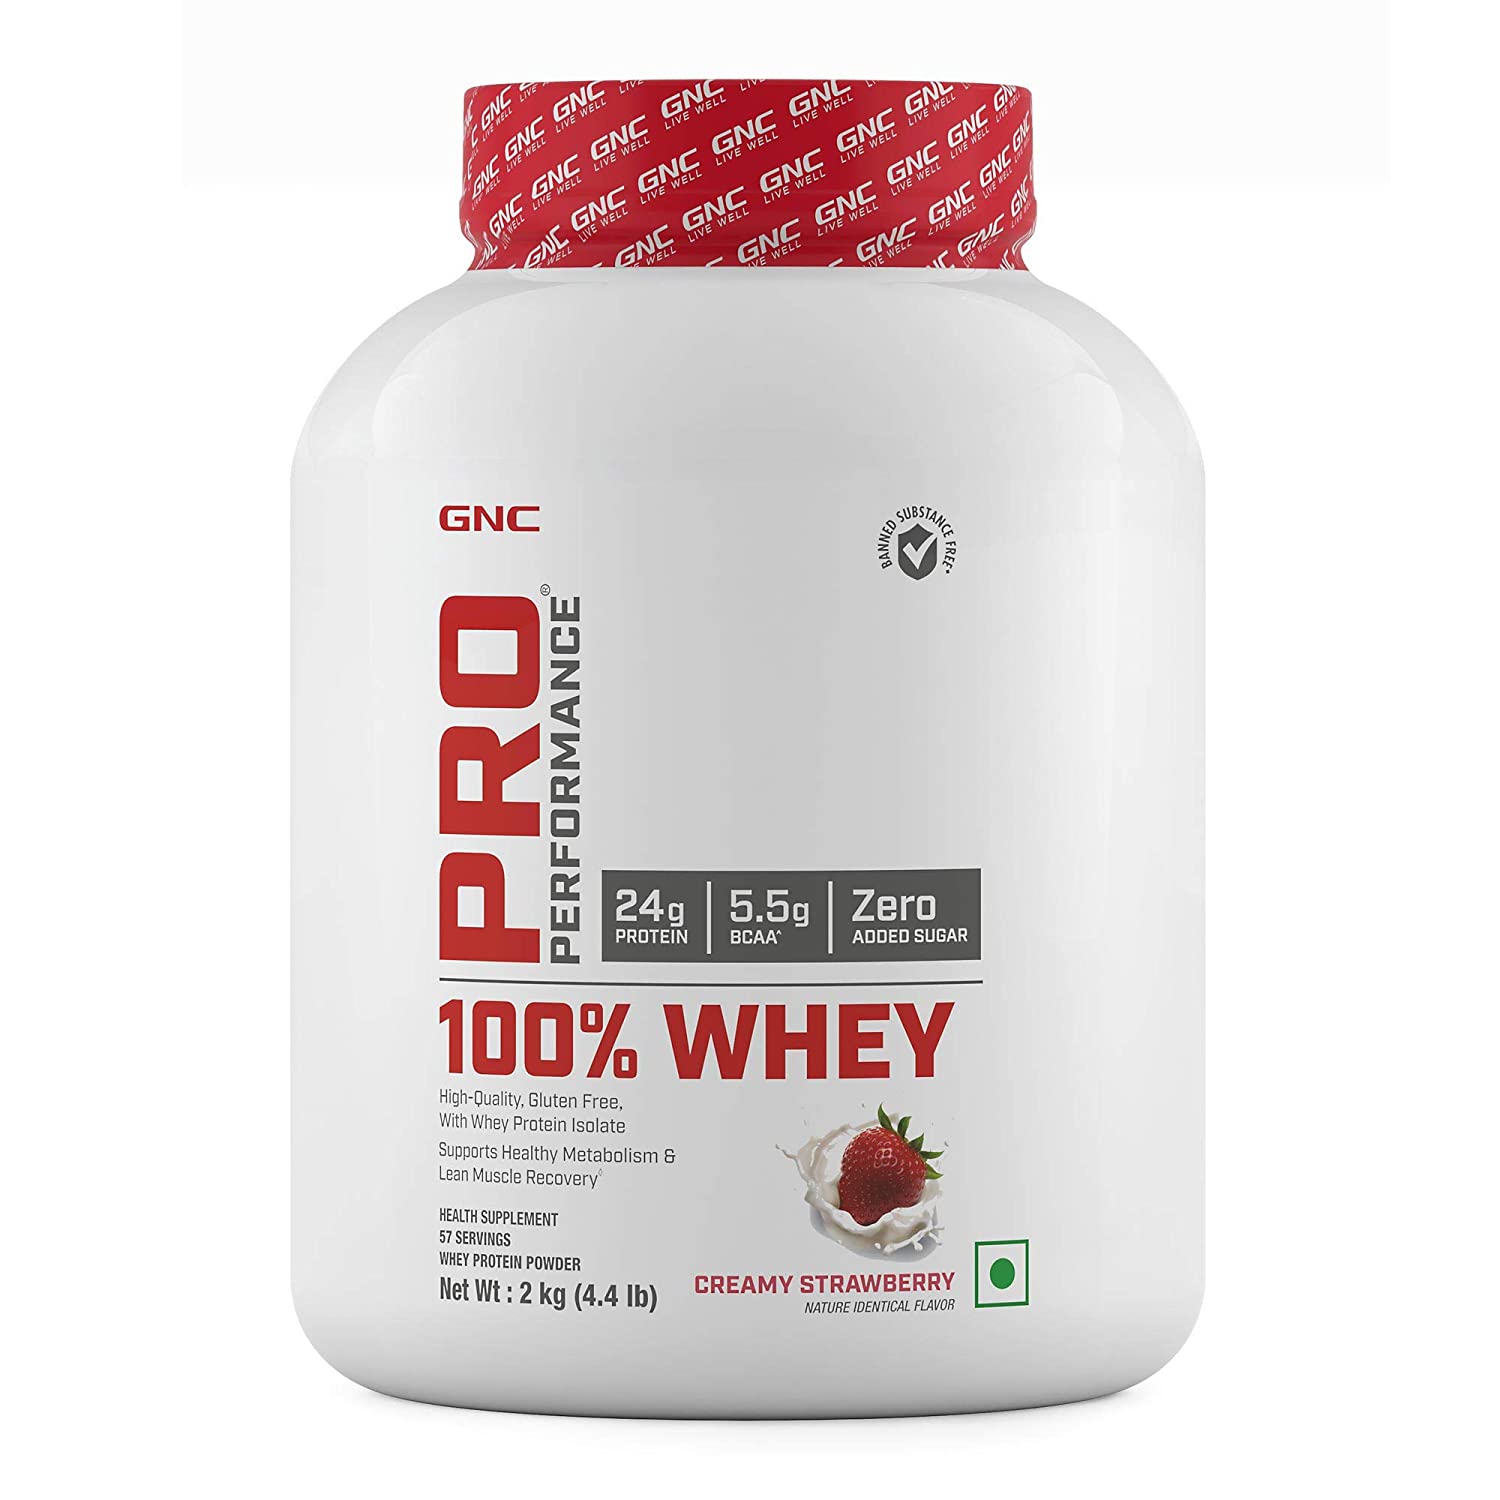 GNC LIVE WELL
GNC
BANNED SUBSTANCE FREE
PRO
PERFORMANCE®
24g PROTEIN
5.5g BCAA^
Zero ADDED SUGAR
100% WHEY
High-Quality, Gluten Free,
With Whey Protein Isolate
Supports Healthy Metabolism &
Lean Muscle Recovery◊
HEALTH SUPPLEMENT
57 SERVINGS
WHEY PROTEIN POWDER
Net Wt : 2 kg (4.4 lb)
CREAMY STRAWBERRY
NATURE IDENTICAL FLAVOR